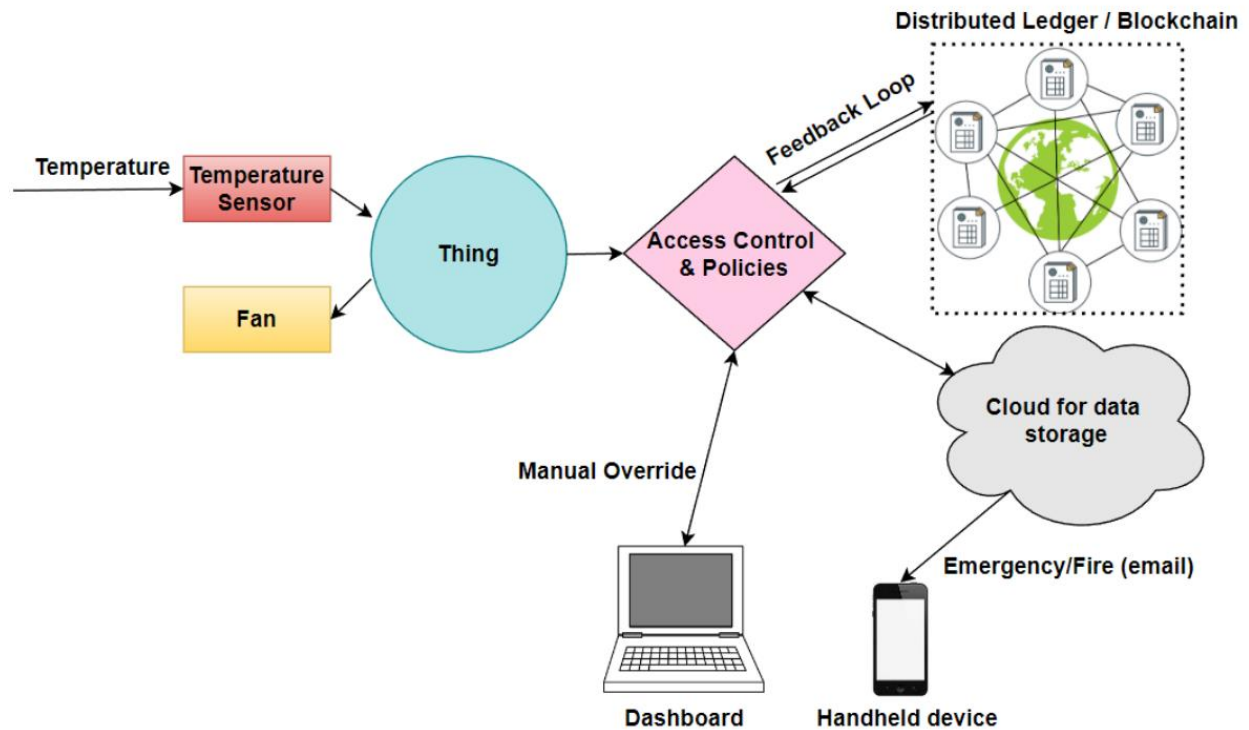 Distributed Ledger / Blockchain
Feedback Loop
Temperature
Temperature
Sensor
Thing
Access Control
& Policies
Fan
Cloud for data
storage
Manual Override
Emergency/Fire (email)
Dashboard
Handheld device